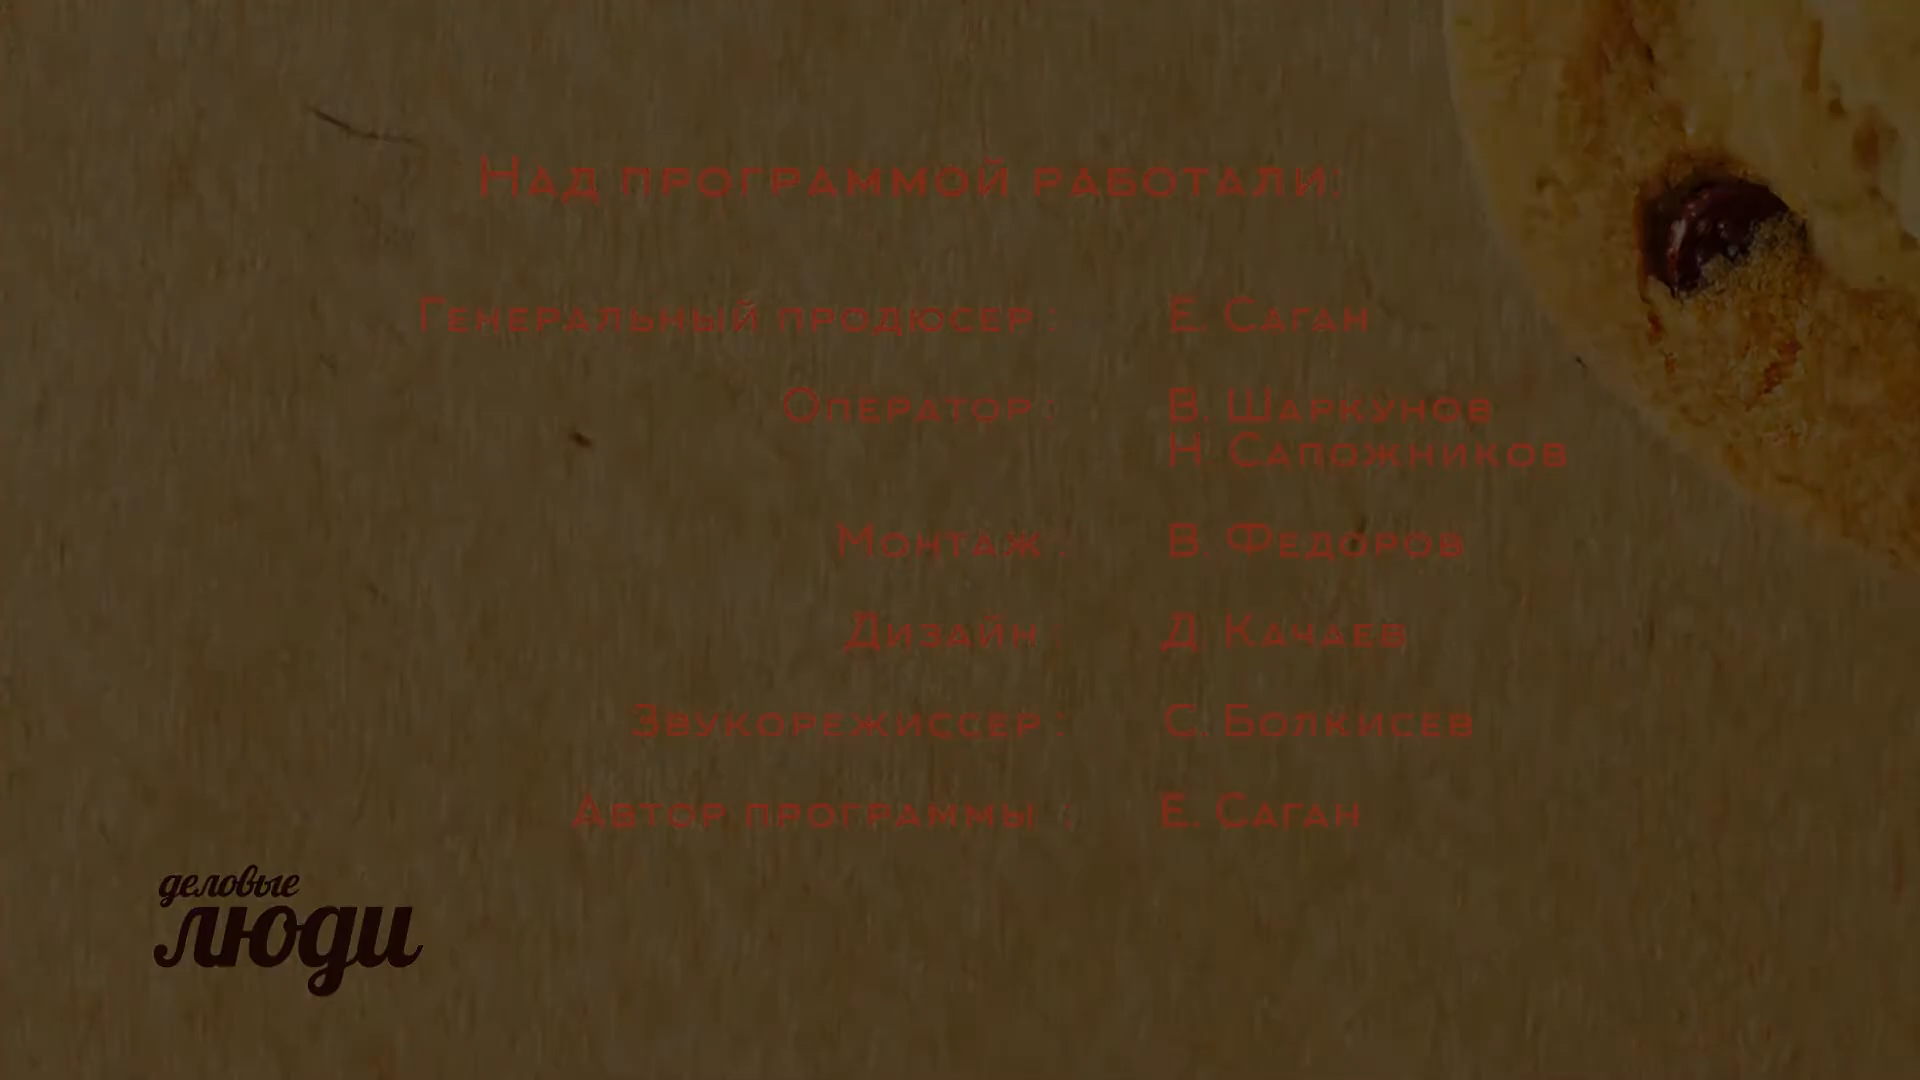 Над программой работали:
Генеральный продюсер: Е. Саган
Оператор: В. Шаркунов
Н. Сапожников
Монтаж: В. Федоров
Дизайн: Д. Качаев
Звукорежиссер: С. Болкисев
Автор программы : Е. Саган
деловые
люди